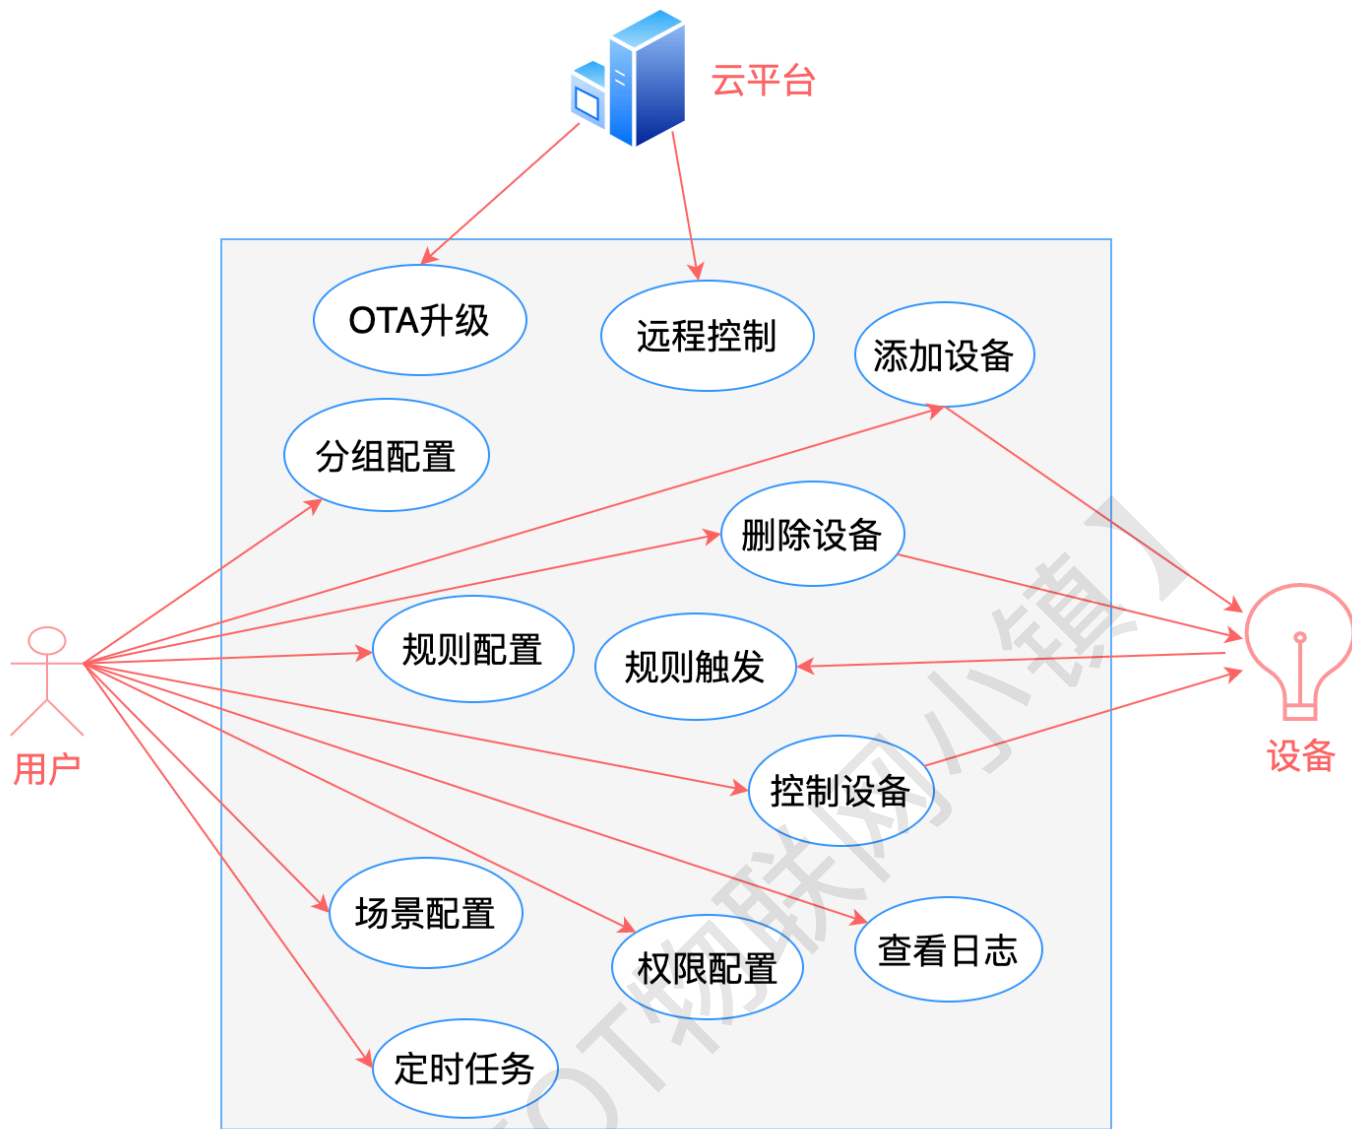 云平台
OTA升级
远程控制
添加设备
分组配置
删除设备
规则配置
规则触发
用户
设备
控制设备
场景配置
权限配置
查看日志
定时任务
OT物联网小镇】